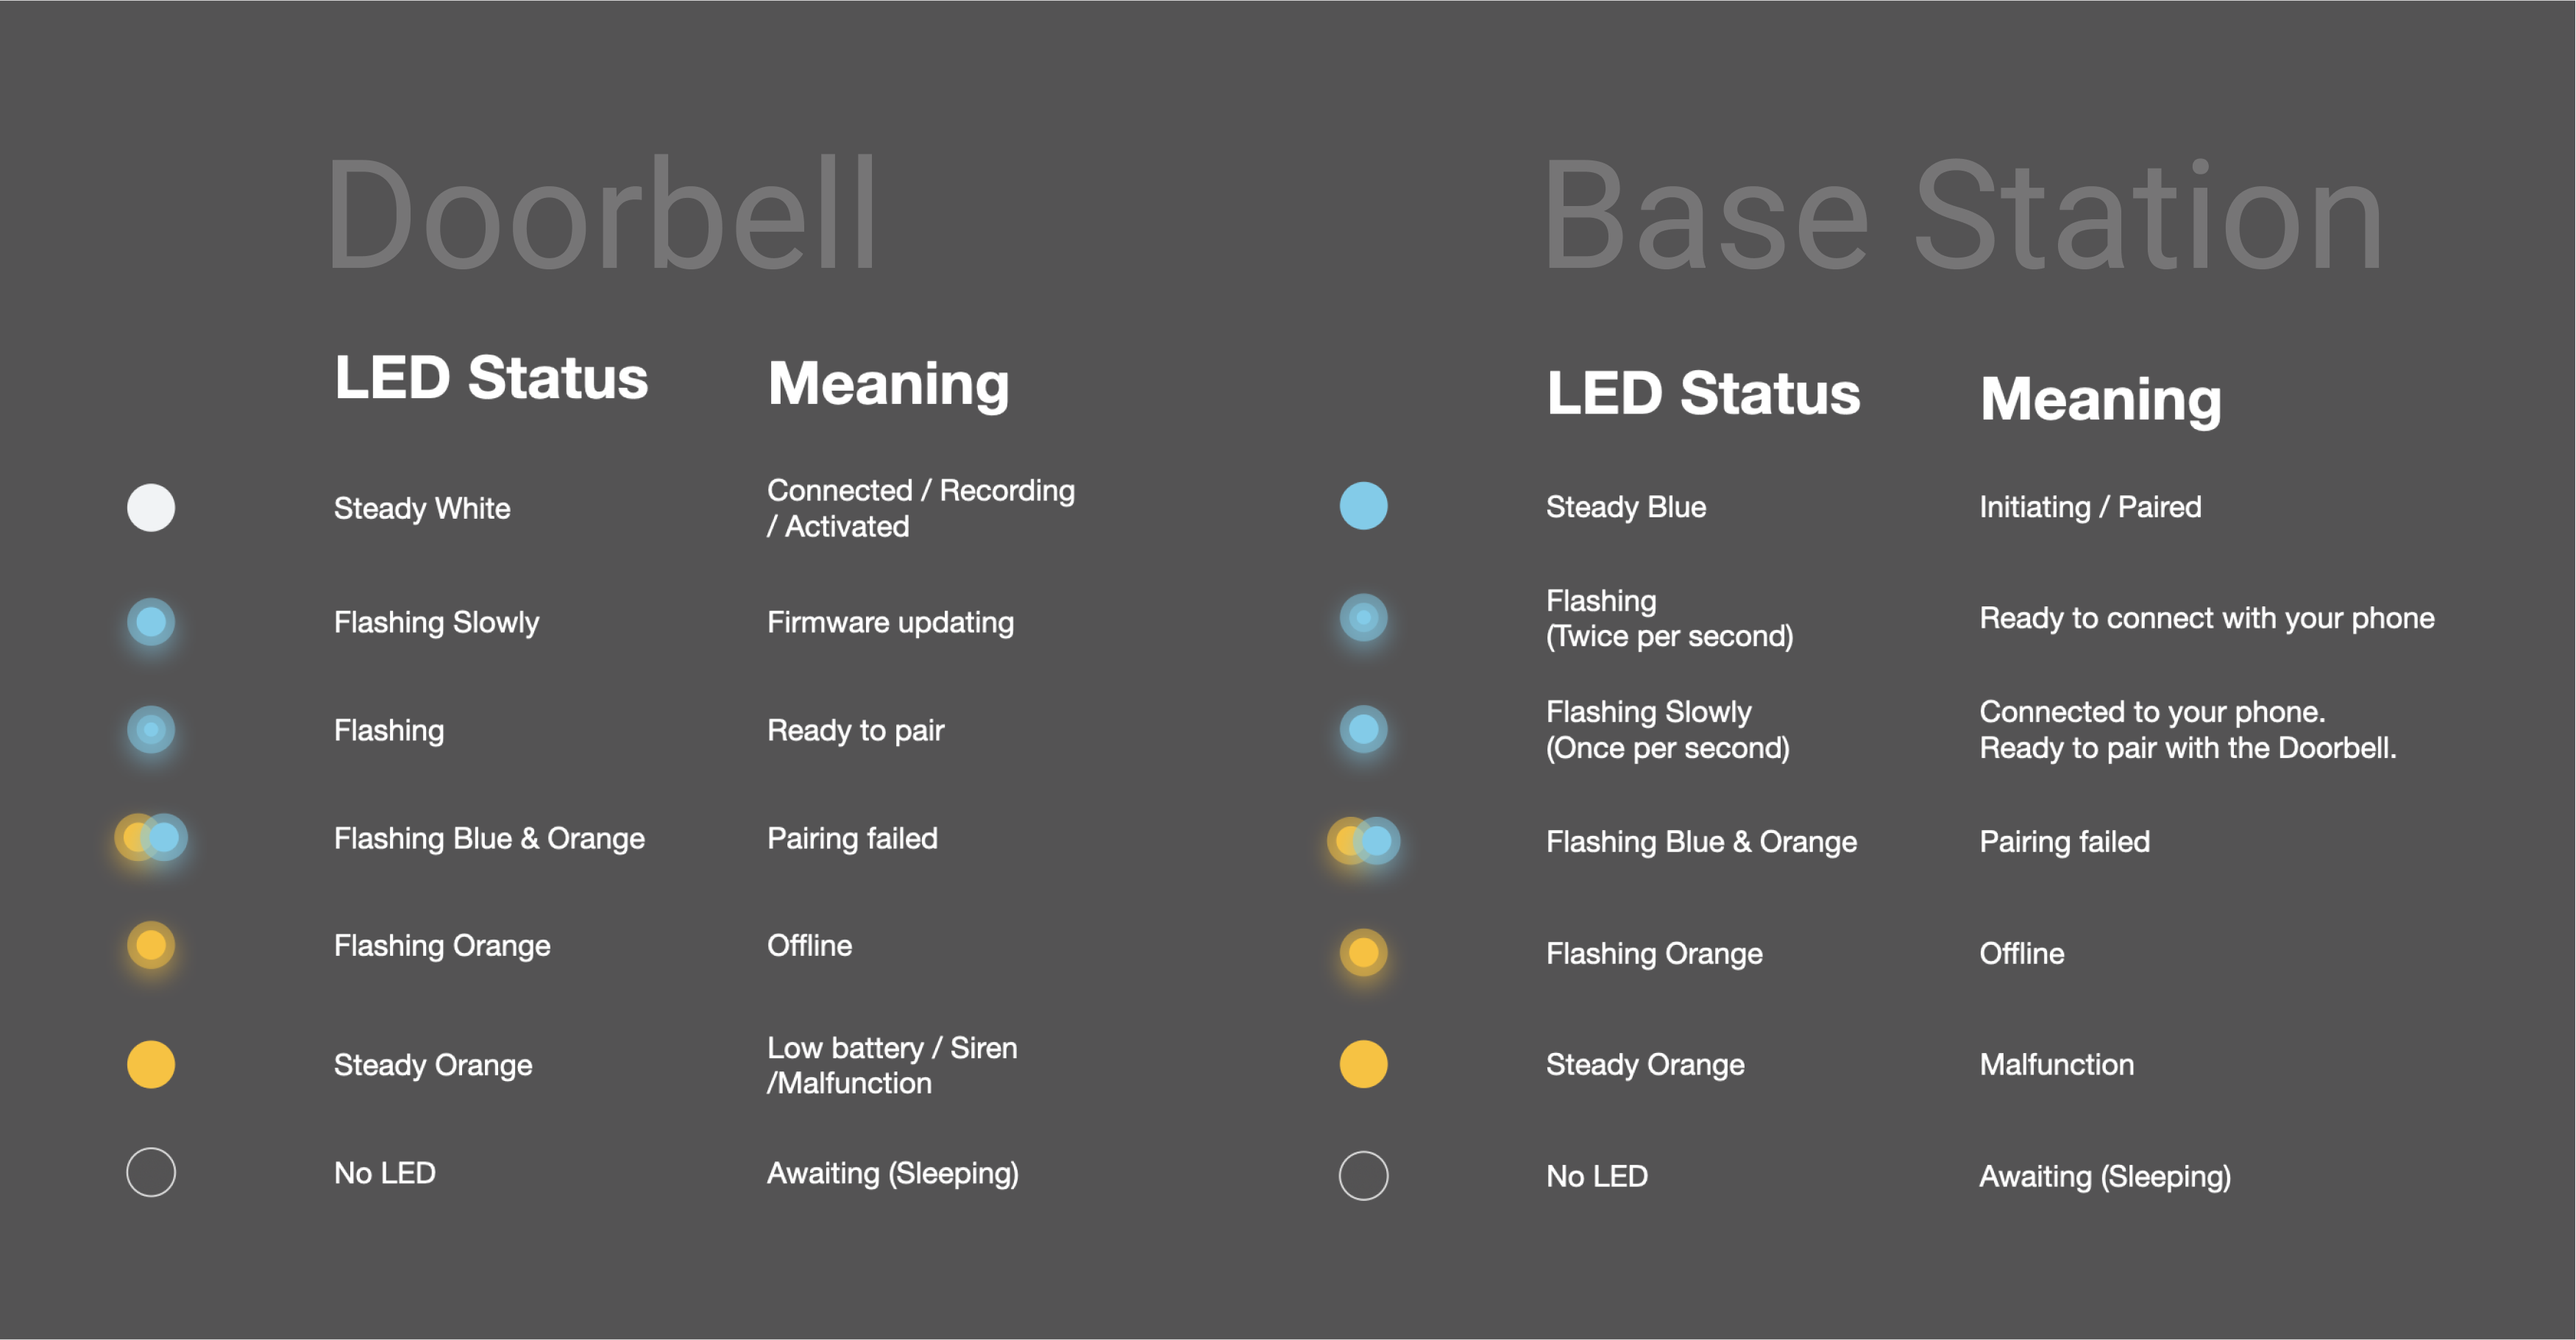 Doorbell
LED Status Meaning
Steady White
Connected / Recording
/ Activated
Flashing Slowly
Firmware updating
Flashing
Ready to pair
Flashing Blue & Orange
Pairing failed
Flashing Orange
Offline
Steady Orange
Low battery / Siren
/Malfunction
No LED
Awaiting (Sleeping)
Base Station
LED Status Meaning
Steady Blue
Initiating / Paired
Flashing
(Twice per second)
Ready to connect with your phone
Flashing Slowly
(Once per second)
Connected to your phone.
Ready to pair with the Doorbell.
Flashing Blue & Orange
Pairing failed
Flashing Orange
Offline
Steady Orange
Malfunction
No LED
Awaiting (Sleeping)